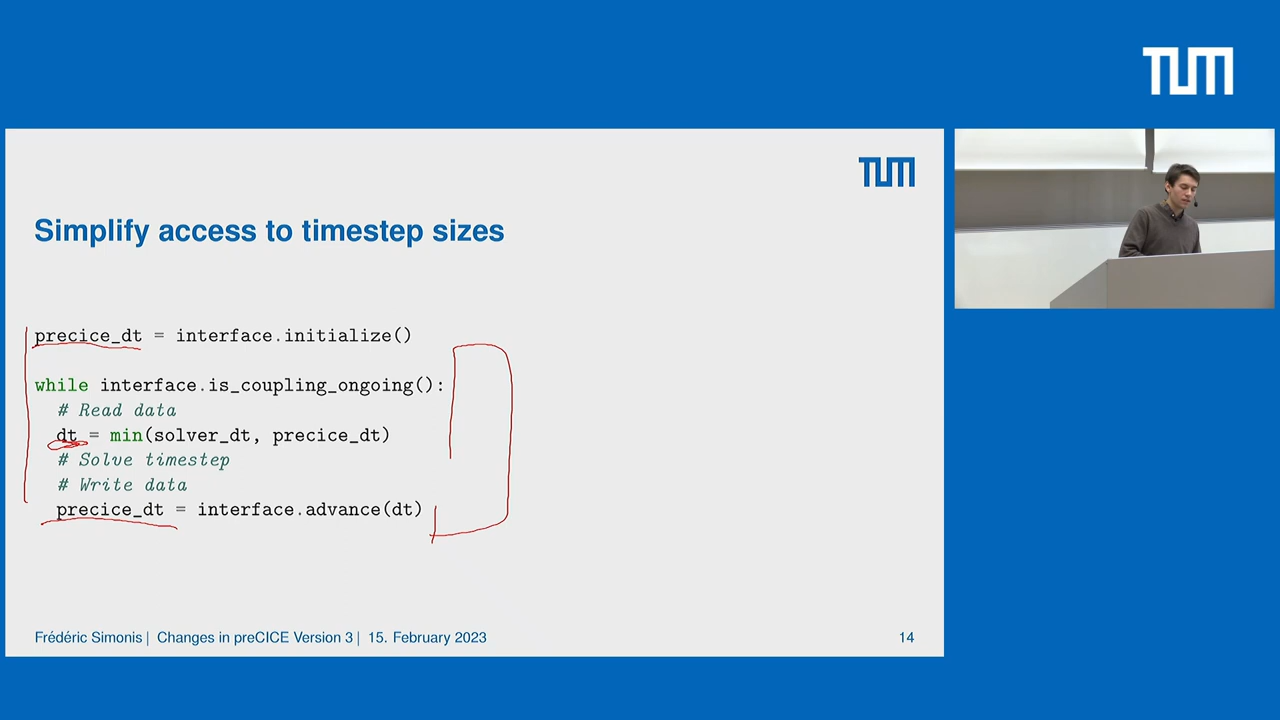 TUM
TUM
Simplify access to timestep sizes
precice_dt = interface.initialize()
while interface.is_coupling_ongoing():
# Read data
dt = min(solver_dt, precice_dt)
# Solve timestep
# Write data
precice_dt = interface.advance(dt)
Frédéric Simonis | Changes in preCICE Version 3 | 15. February 2023
14